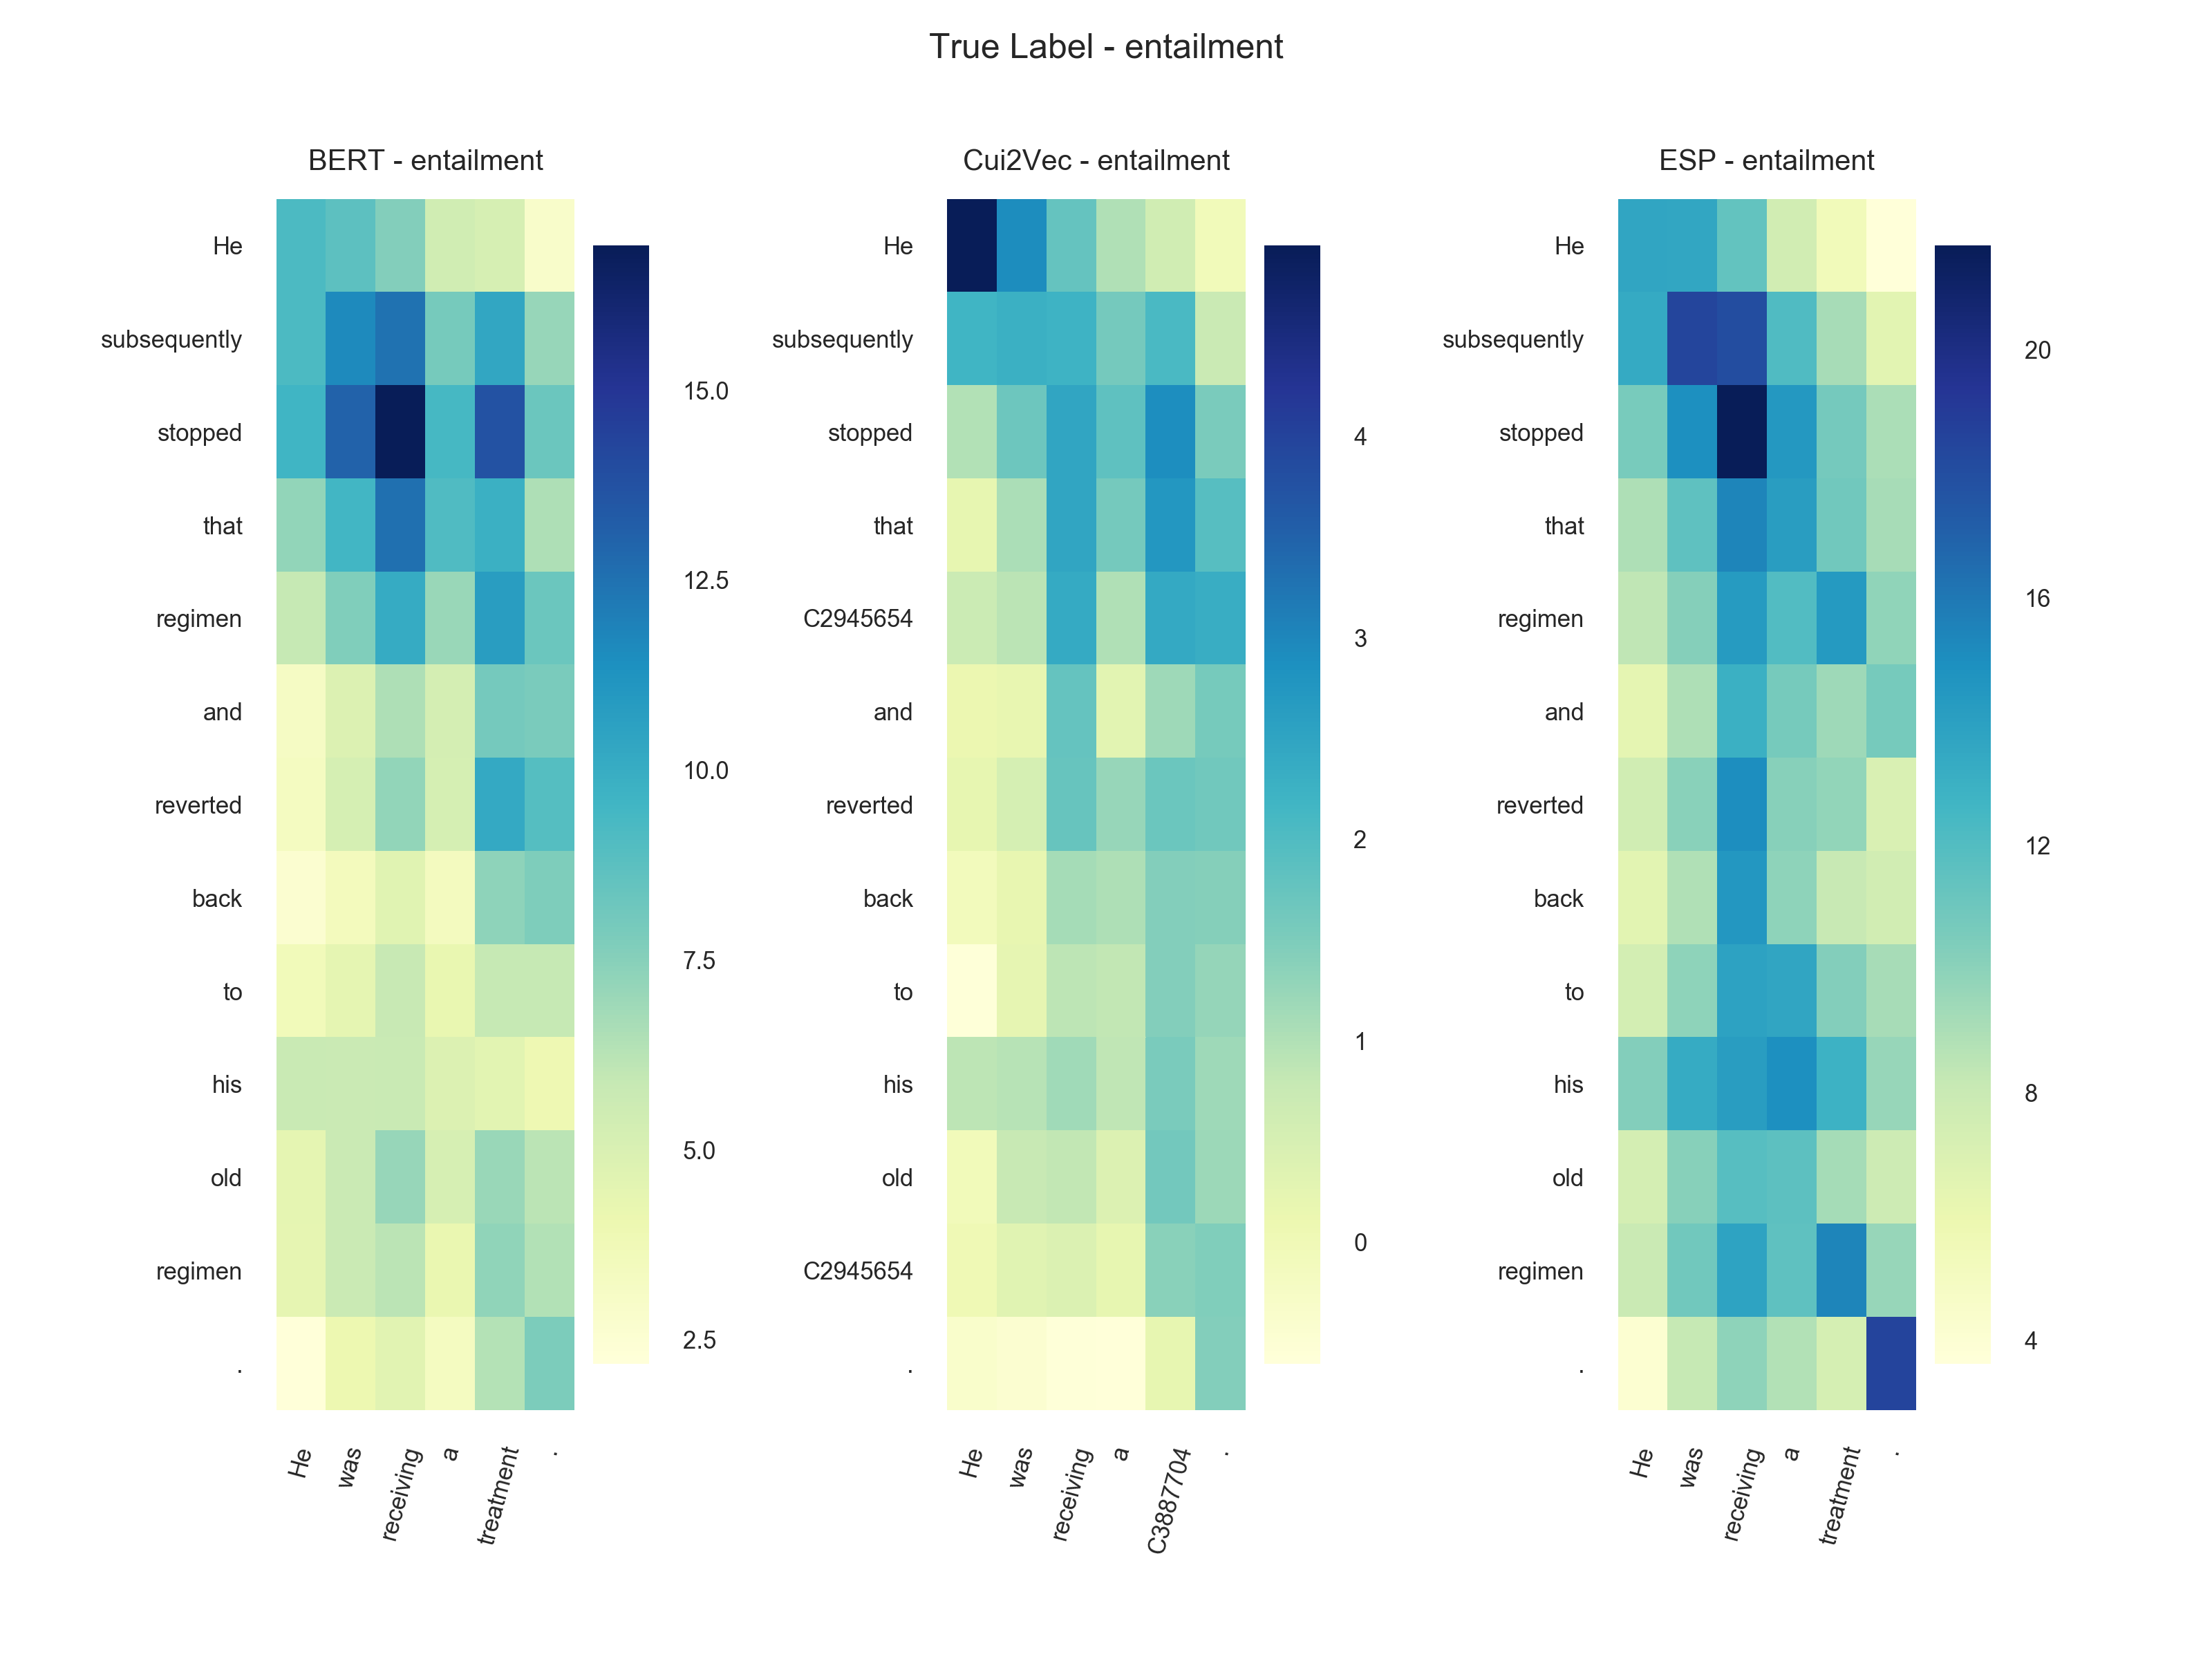 True Label - entailment
BERT - entailment
He
subsequently
stopped
that
regimen
and
reverted
back
to
his
old
regimen
.
He was receiving a treatment .
15.0
12.5
10.0
7.5
5.0
2.5
Cui2Vec - entailment
He
subsequently
stopped
that
C2945654
and
reverted
back
to
his
old
C2945654
.
He was receiving a C3887704 .
4
3
2
1
0
ESP - entailment
He
subsequently
stopped
that
regimen
and
reverted
back
to
his
old
regimen
.
He was receiving a treatment .
20
16
12
8
4